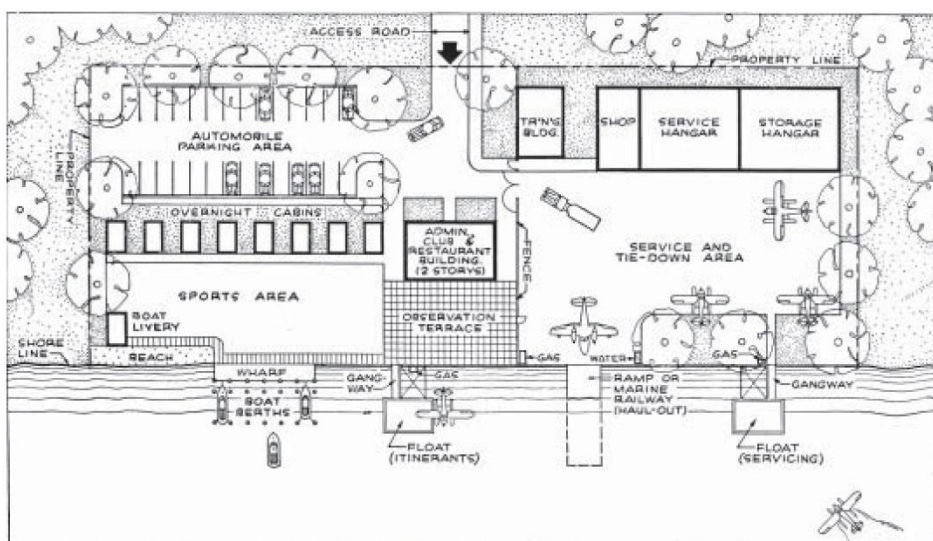 ACCESS ROAD
PROPERTY LINE
TR'N'G.
BLDG.
SHOP
SERVICE
HANGAR
STORAGE
HANGAR
AUTOMOBILE
PARKING AREA
PROPERTY
LINE
OVERNIGHT CABINS
ADMIN.
CLUB &
RESTAURANT
BUILDING.
(2 STORYS)
FENCE
SERVICE AND
TIE-DOWN AREA
SPORTS AREA
BOAT
LIVERY
OBSERVATION
TERRACE
SHORE
LINE
BEACH
WHARF
GANG-
WAY
GAS
GAS
WATER
GAS
GANGWAY
BOAT
BERTHS
RAMP OR
MARINE
RAILWAY
(HAUL-OUT)
FLOAT
(ITINERANTS)
FLOAT
(SERVICING)